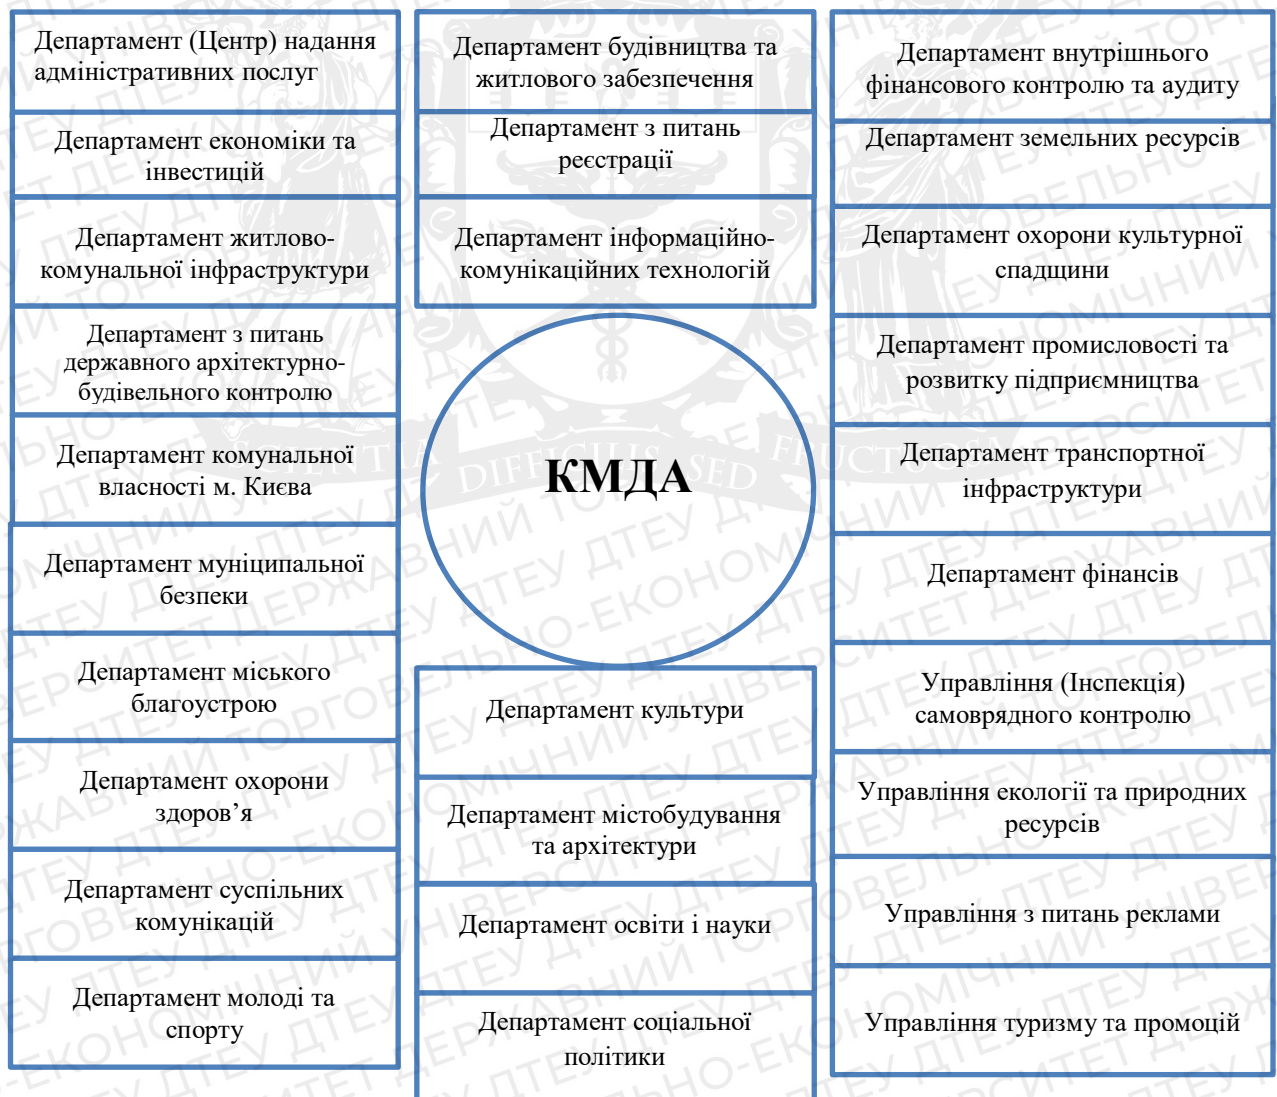 Департамент (Центр) надання
адміністративних послуг
Департамент економіки та
інвестицій
Департамент житлово-
комунальної інфраструктури
Департамент з питань
державного архітектурно-
будівельного контролю
Департамент комунальної
власності м. Києва
Департамент муніципальної
безпеки
Департамент міського
благоустрою
Департамент охорони
здоров’я
Департамент суспільних
комунікацій
Департамент молоді та
спорту
Департамент будівництва та
житлового забезпечення
Департамент з питань
реєстрації
Департамент інформаційно-
комунікаційних технологій
КМДА
Департамент культури
Департамент містобудування
та архітектури
Департамент освіти і науки
Департамент соціальної
політики
Департамент внутрішнього
фінансового контролю та аудиту
Департамент земельних ресурсів
Департамент охорони культурної
спадщини
Департамент промисловості та
розвитку підприємництва
Департамент транспортної
інфраструктури
Департамент фінансів
Управління (Інспекція)
самоврядного контролю
Управління екології та природних
ресурсів
Управління з питань реклами
Управління туризму та промоцій